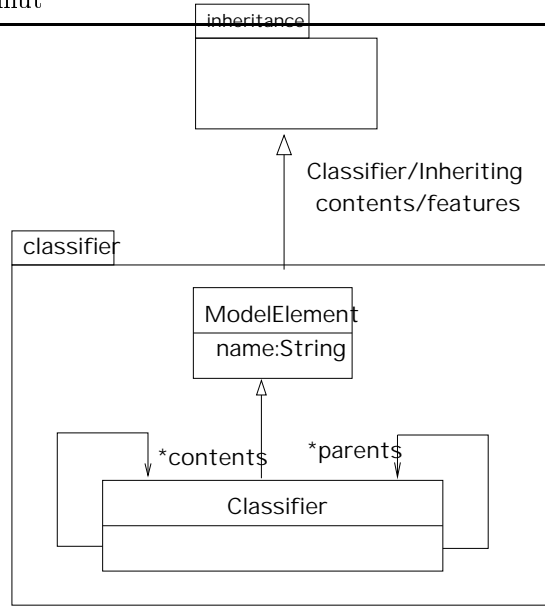 inheritance
Classifier/Inheriting
contents/features
classifier
ModelElement
name:String
*contents
*parents
Classifier